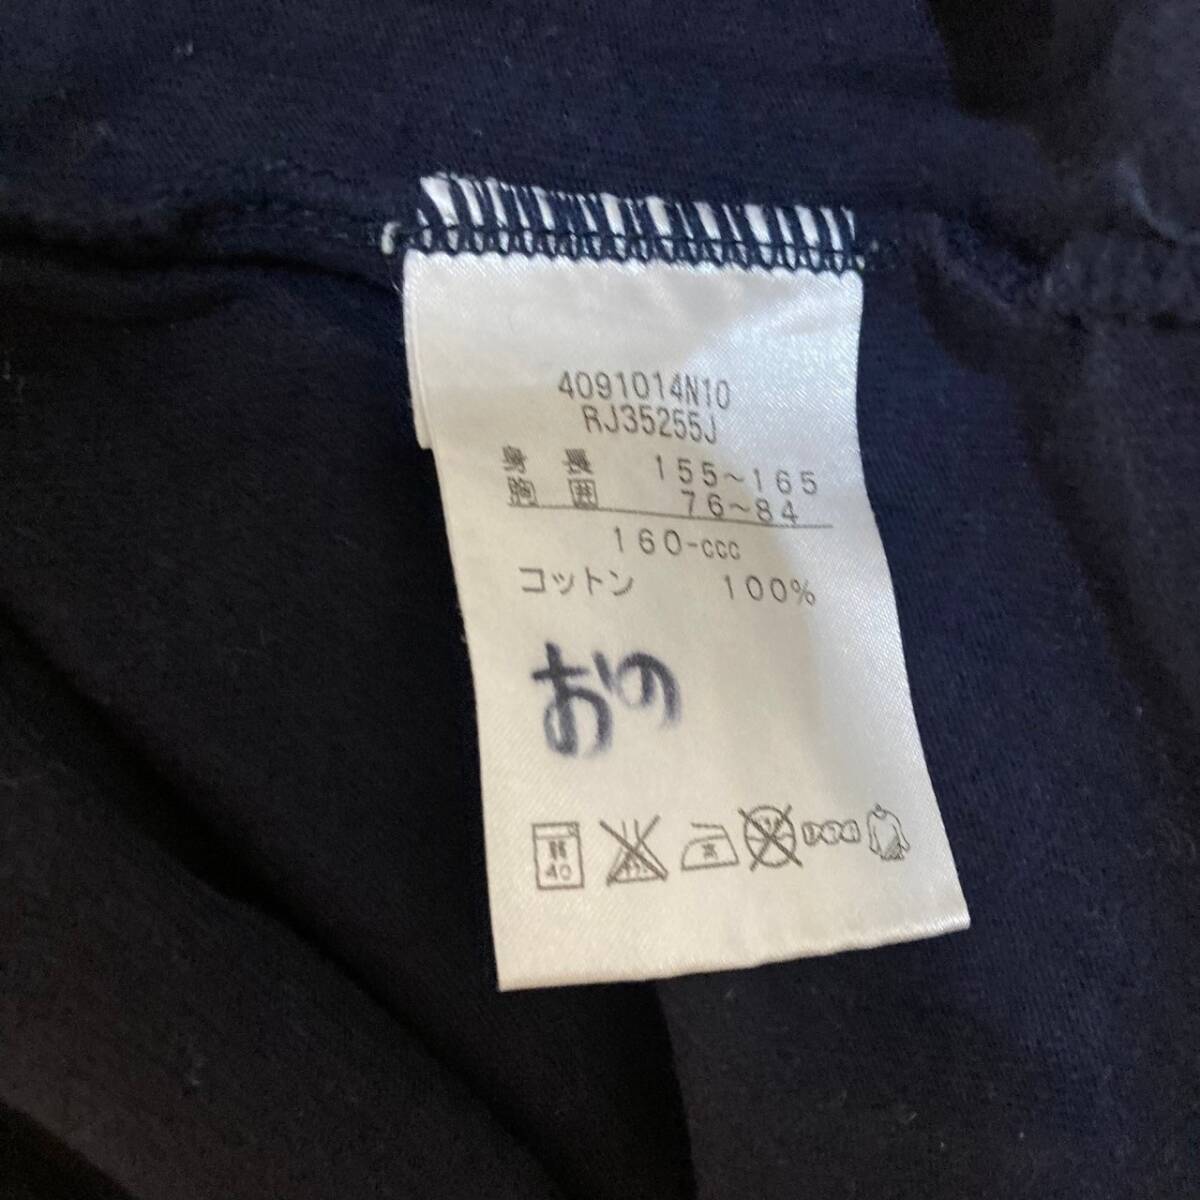 4091014N10
RJ35255J
身 長 155~165
胸 囲 76~84
160-ccc
コットン 100%
おの
40